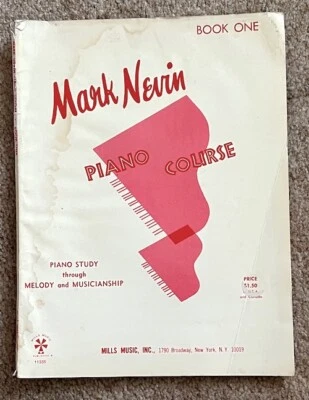 BOOK ONE
Mark Nevin
PIANO COURSE
PIANO STUDY
through
MELODY and MUSICIANSHIP
PRICE
$1.50
MILLS MUSIC, INC., 1790 Broadway, New York, N.Y. 10019